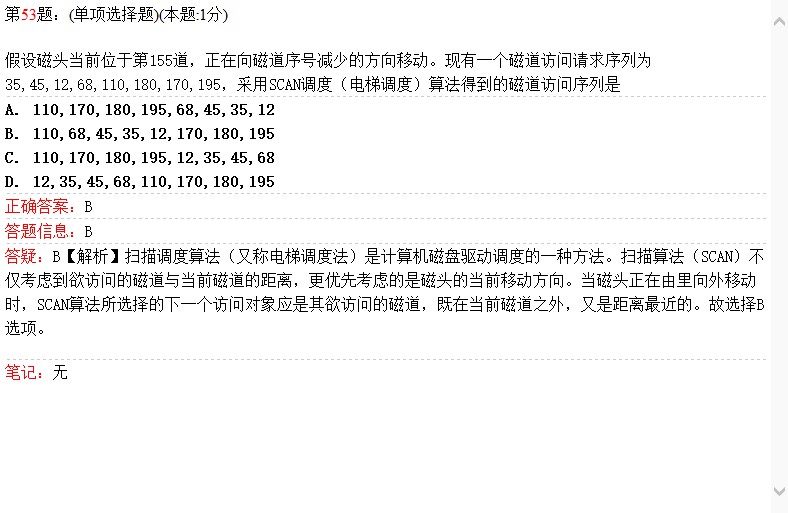 第53题：(单项选择题)(本题:1分)
假设磁头当前位于第155道，正在向磁道序号减少的方向移动。现有一个磁道访问请求序列为
35,45,12,68,110,180,170,195，采用SCAN调度（电梯调度）算法得到的磁道访问序列是
A. 110,170,180,195,68,45,35,12
B. 110,68,45,35,12,170,180,195
C. 110,170,180,195,12,35,45,68
D. 12,35,45,68,110,170,180,195
正确答案：B
答题信息：B
答疑：B【解析】扫描调度算法（又称电梯调度法）是计算机磁盘驱动调度的一种方法。扫描算法（SCAN）不
仅考虑到欲访问的磁道与当前磁道的距离，更优先考虑的是磁头的当前移动方向。当磁头正在由里向外移动
时，SCAN算法所选择的下一个访问对象应是其欲访问的磁道，既在当前磁道之外，又是距离最近的。故选择B
选项。
笔记：无